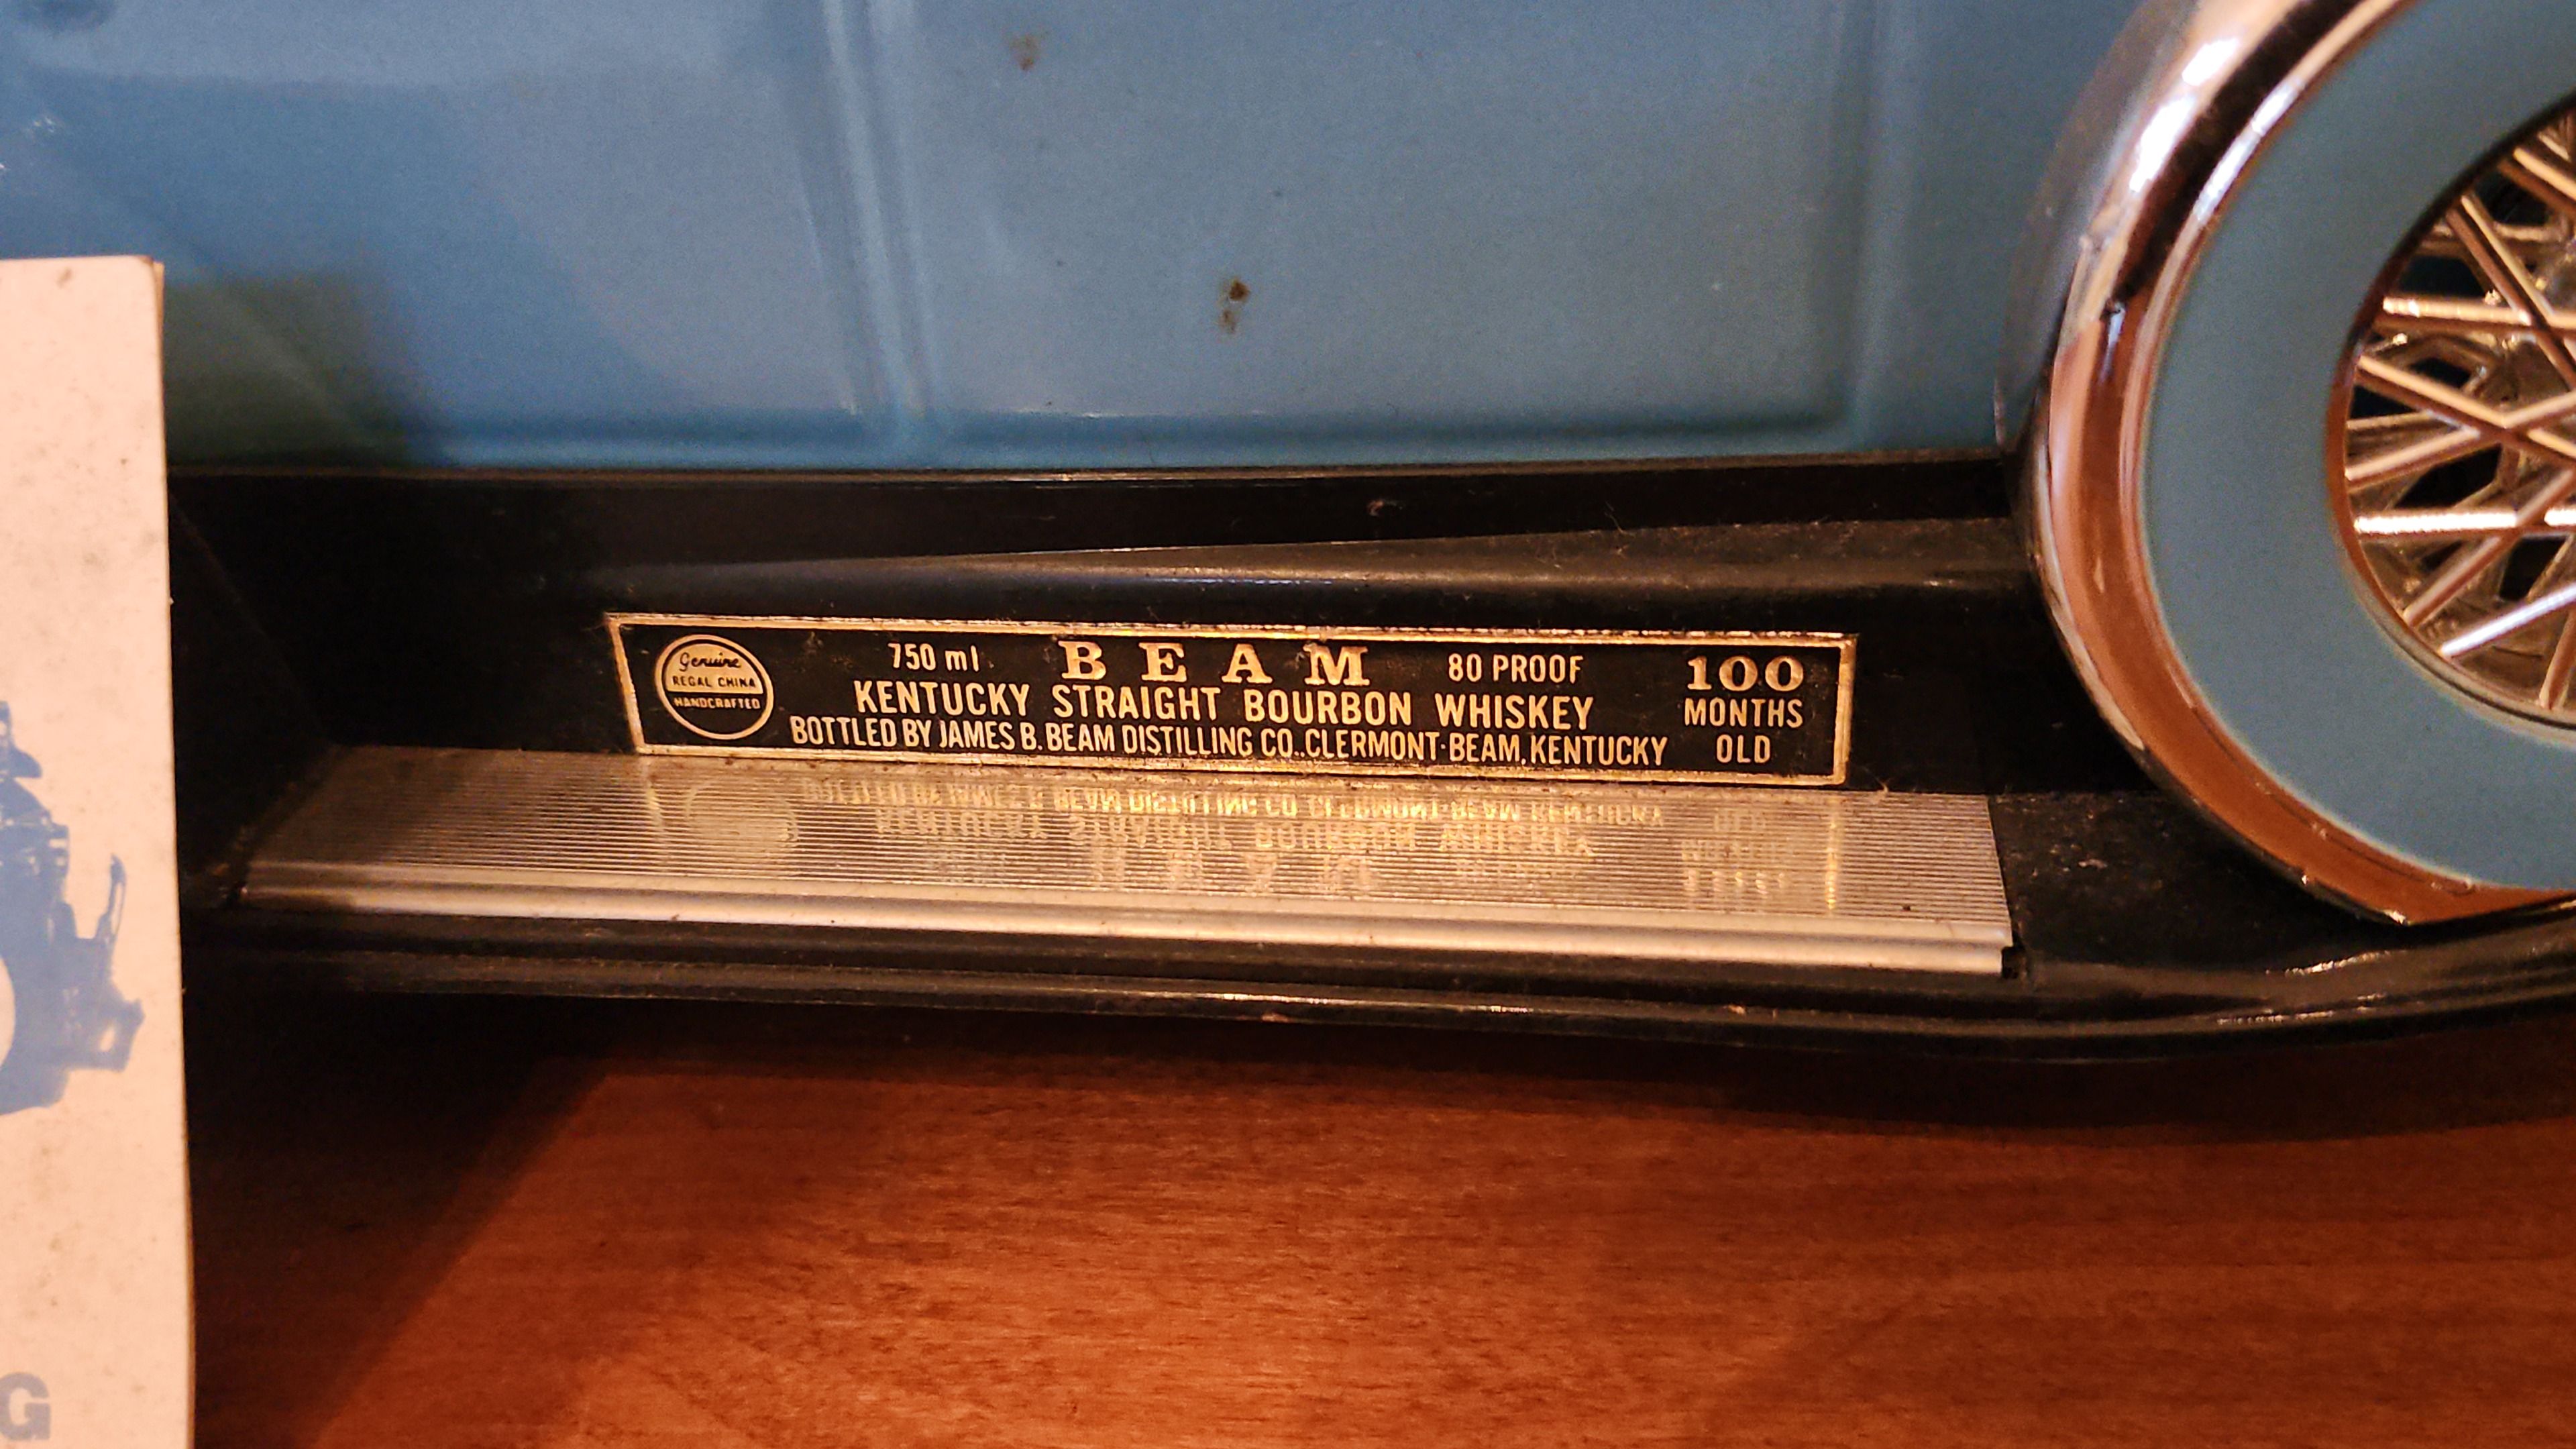 Genuine
REGAL CHINA
HANDCRAFTED
750 ml BEAM 80 PROOF
KENTUCKY STRAIGHT BOURBON WHISKEY
BOTTLED BY JAMES B. BEAM DISTILLING CO., CLERMONT·BEAM, KENTUCKY
100
MONTHS
OLD
G